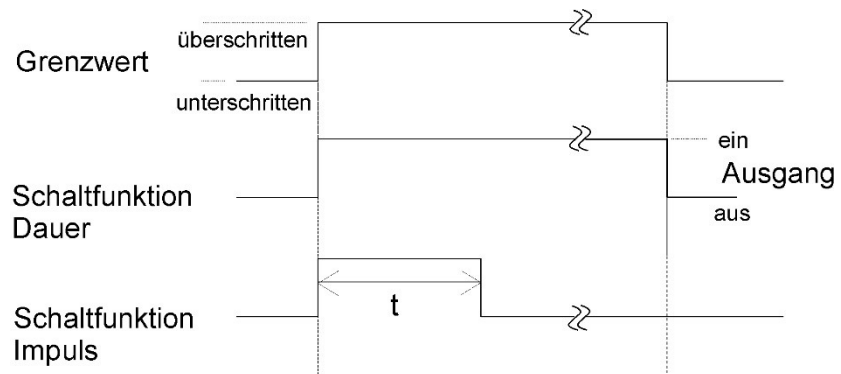 überschritten
Grenzwert
unterschritten
ein
Ausgang
aus
Schaltfunktion
Dauer
t
Schaltfunktion
Impuls